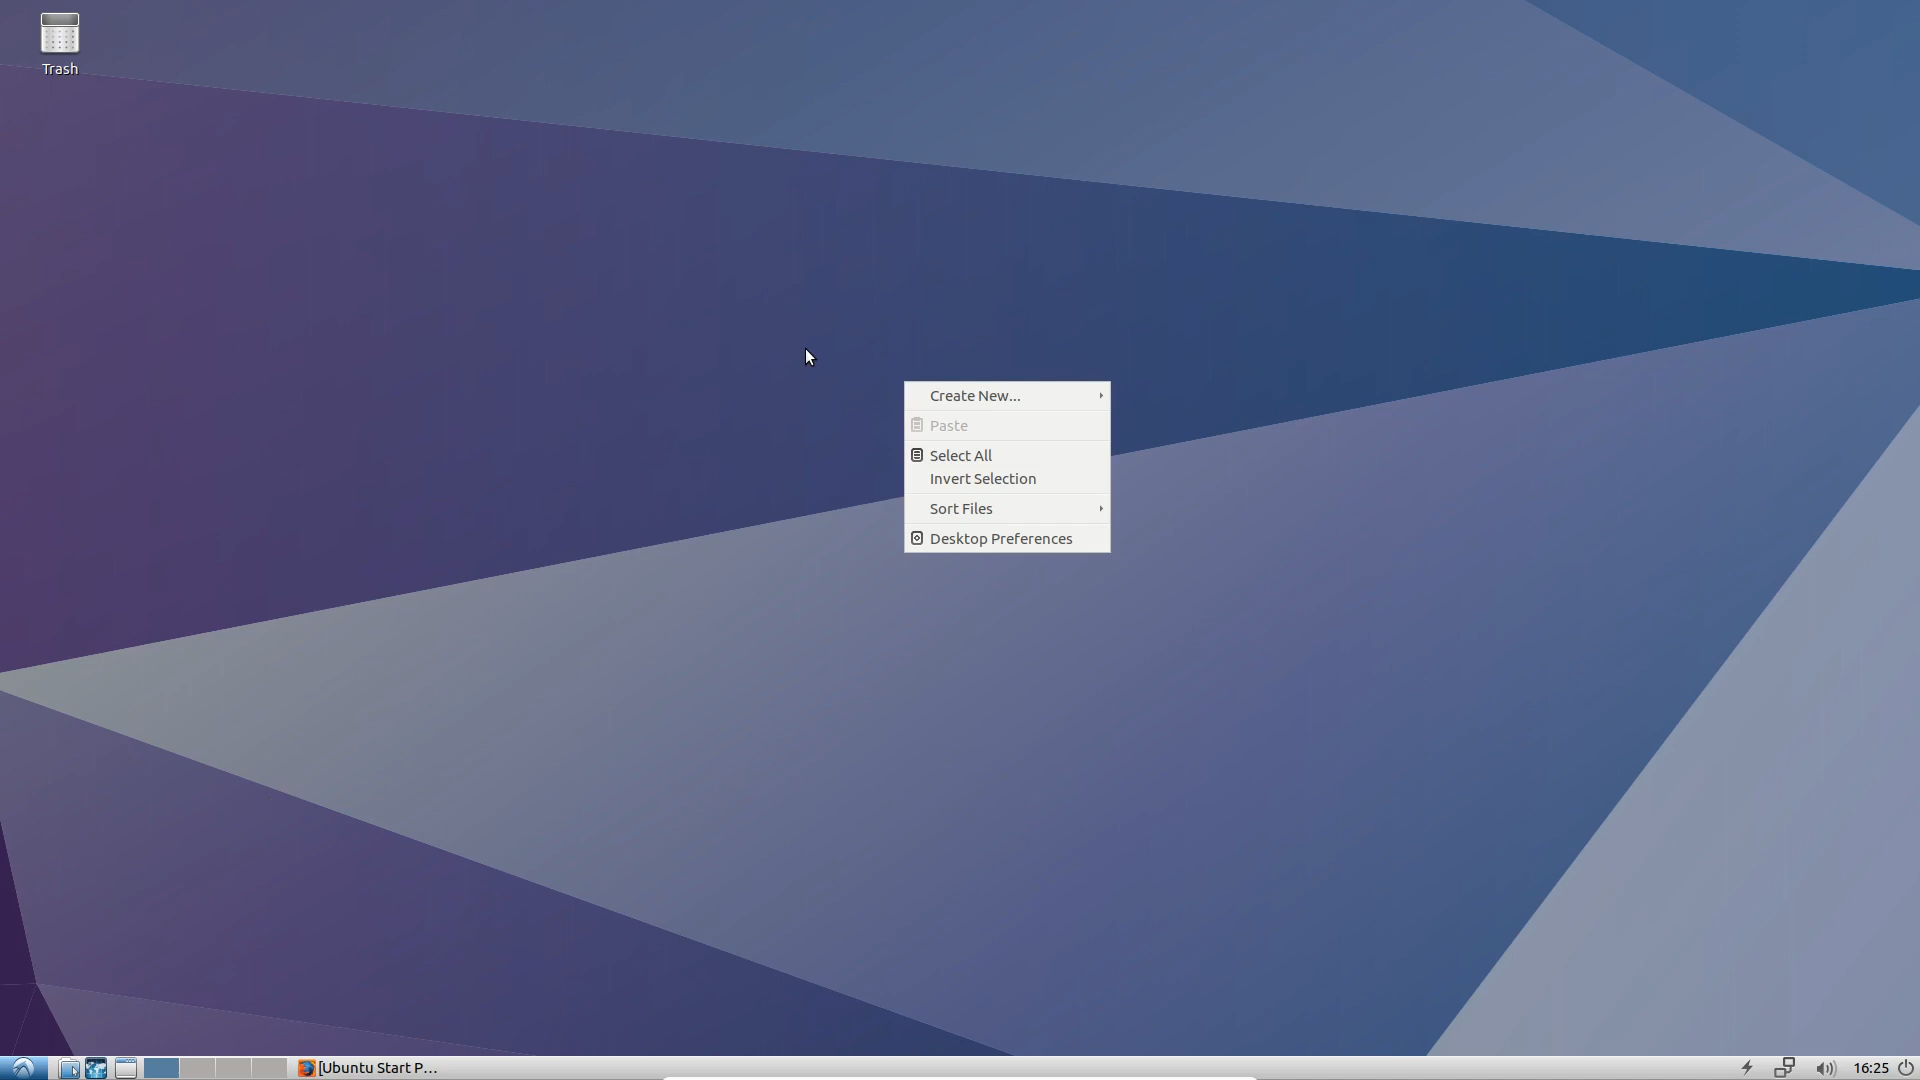 Trash
Create New...
Paste
Select All
Invert Selection
Sort Files
Desktop Preferences
[Ubuntu Start P...
16:25